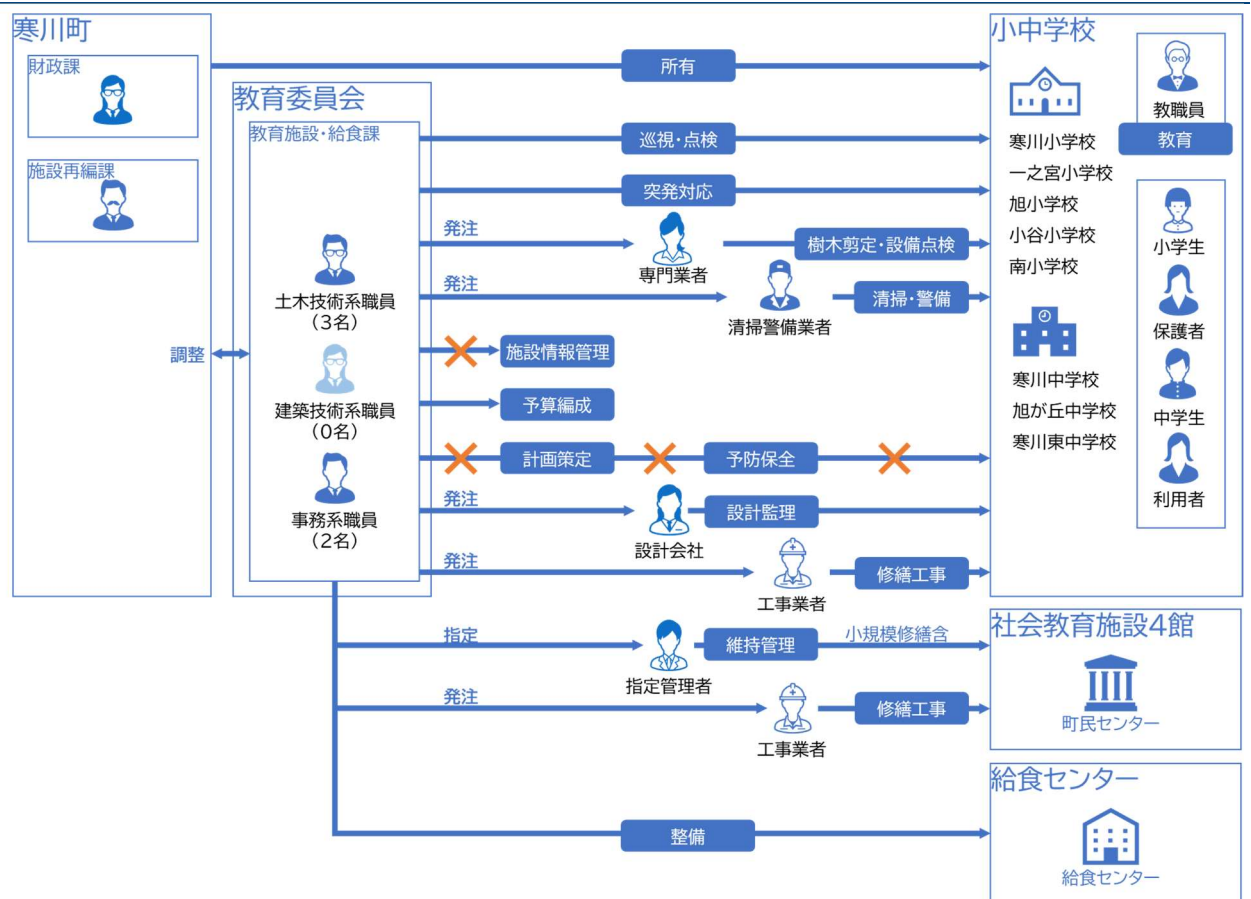 寒川町
財政課
施設再編課
調整
教育委員会
教育施設・給食課
土木技術系職員
(3名)
建築技術系職員
(0名)
事務系職員
(2名)
所有
巡視・点検
突発対応
発注
専門業者
樹木剪定・設備点検
発注
清掃警備業者
清掃・警備
施設情報管理
予算編成
計画策定
予防保全
発注
設計会社
設計監理
発注
工事業者
修繕工事
指定
指定管理者
維持管理
小規模修繕含
発注
工事業者
修繕工事
整備
小中学校
寒川小学校
一之宮小学校
旭小学校
小谷小学校
南小学校
寒川中学校
旭が丘中学校
寒川東中学校
教職員
教育
小学生
保護者
中学生
利用者
社会教育施設4館
町民センター
給食センター
給食センター